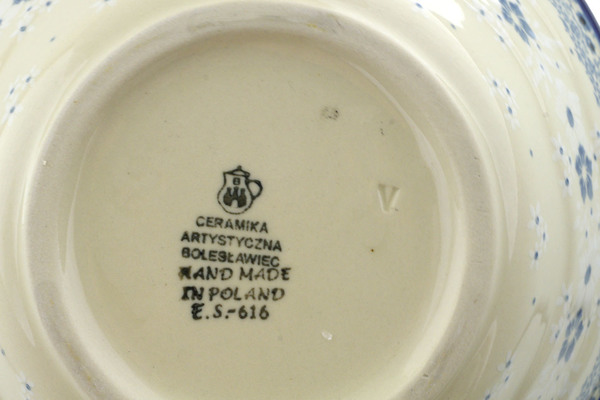 B
CERAMIKA
ARTYSTYCZNA
BOLESŁAWIEC
HAND MADE
IN POLAND
E.S.-616
V